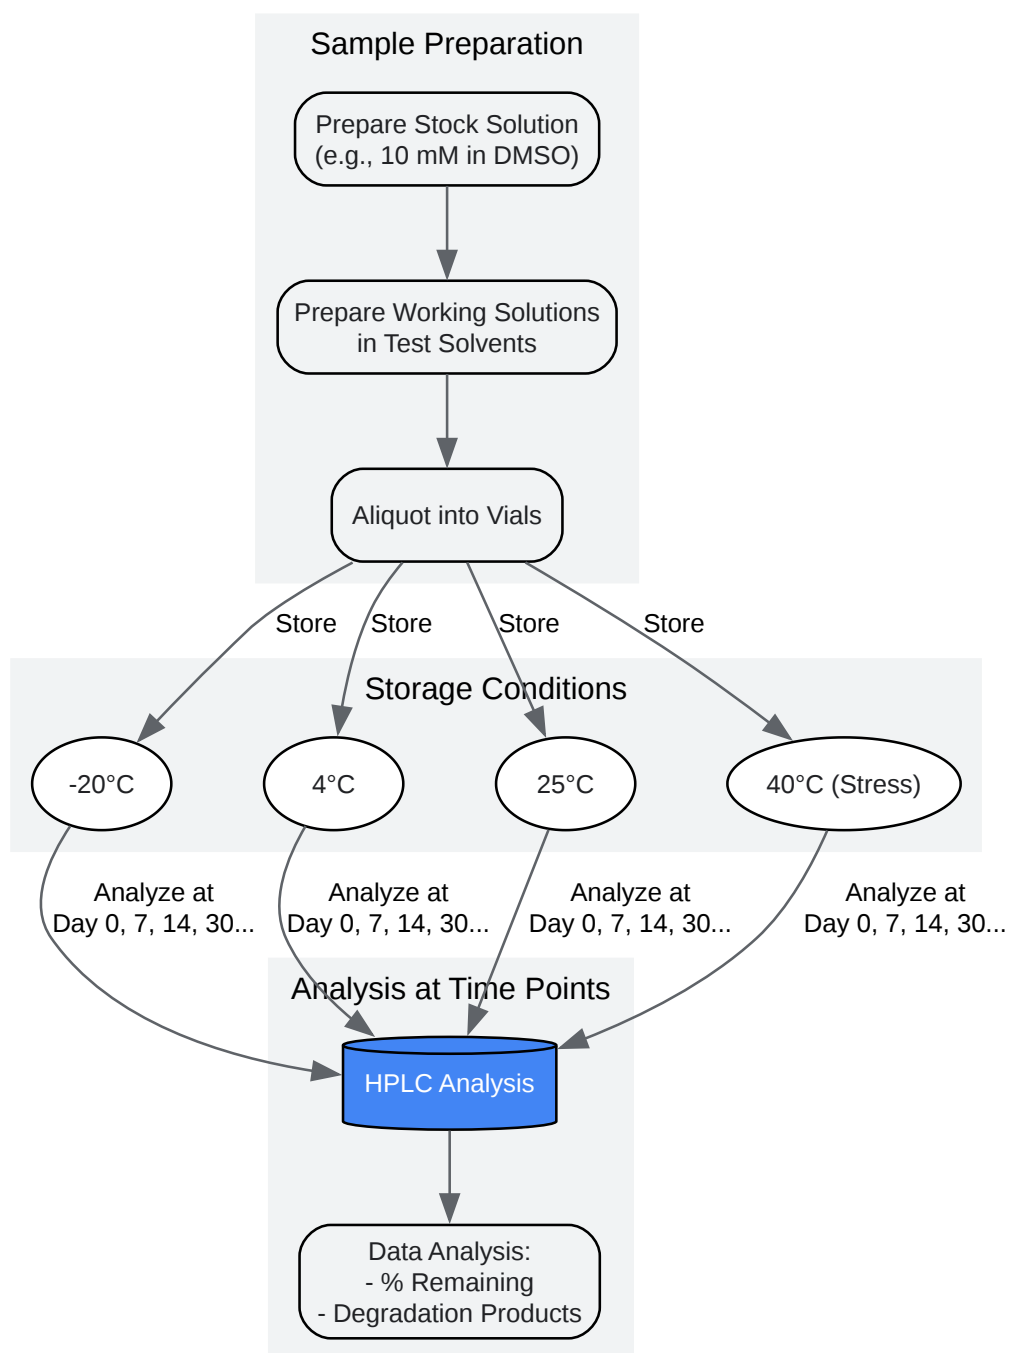 Sample Preparation
Prepare Stock Solution
(e.g., 10 mM in DMSO)
Prepare Working Solutions
in Test Solvents
Aliquot into Vials
Store
Store
Store
Store
Storage Conditions
-20°C
4°C
25°C
40°C (Stress)
Analyze at
Day 0, 7, 14, 30...
Analyze at
Day 0, 7, 14, 30...
Analyze at
Day 0, 7, 14, 30...
Analyze at
Day 0, 7, 14, 30...
Analysis at Time Points
HPLC Analysis
Data Analysis:
- % Remaining
- Degradation Products